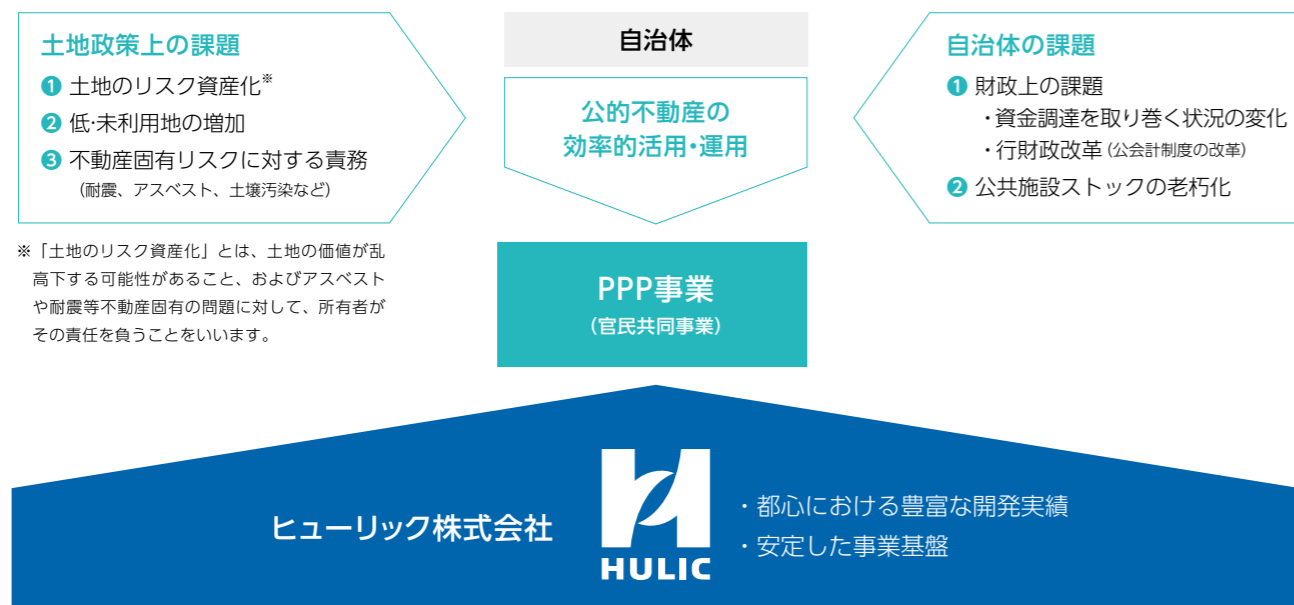 土地政策上の課題
❶ 土地のリスク資産化※
❷ 低・未利用地の増加
❸ 不動産固有リスクに対する責務
(耐震、アスベスト、土壌汚染など)
※「土地のリスク資産化」とは、土地の価値が乱
高下する可能性があること、およびアスベスト
や耐震等不動産固有の問題に対して、所有者が
その責任を負うことをいいます。
自治体
公的不動産の
効率的活用・運用
PPP事業
(官民共同事業)
自治体の課題
❶ 財政上の課題
・資金調達を取り巻く状況の変化
・行財政改革 (公会計制度の改革)
❷ 公共施設ストックの老朽化
ヒューリック株式会社
HULIC
・都心における豊富な開発実績
・安定した事業基盤